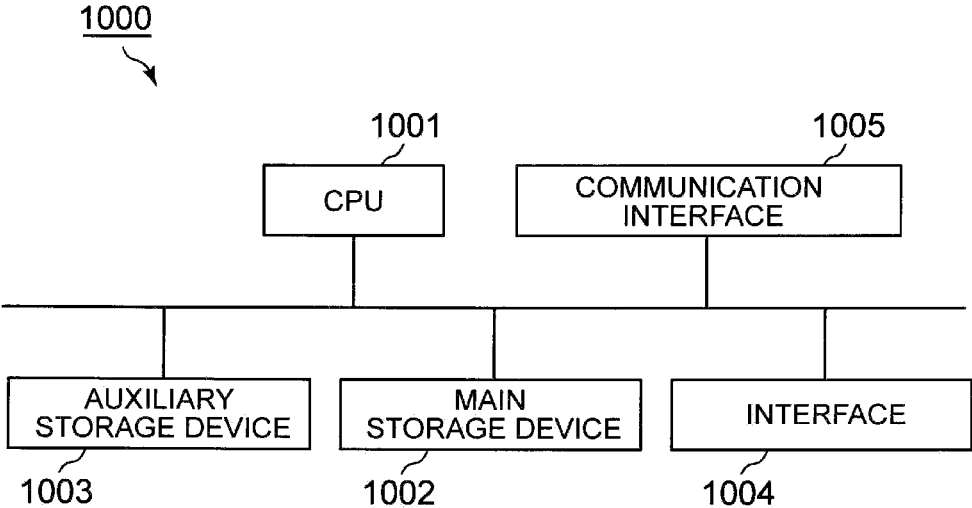 1000
1001
1005
CPU
COMMUNICATION
INTERFACE
AUXILIARY
STORAGE DEVICE
MAIN
STORAGE DEVICE
INTERFACE
1003
1002
1004